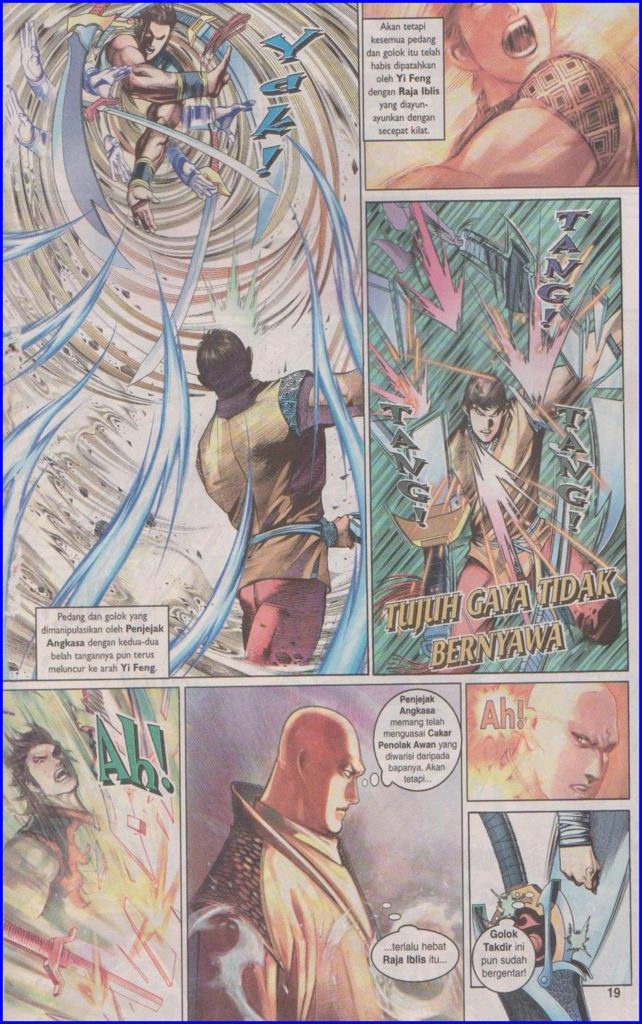 Yak!
Akan tetapi
kesemua pedang
dan golok itu telah
habis dipatahkan
oleh Yi Feng
dengan Raja Iblis
yang diayun-
ayunkan dengan
secepat kilat.
TANG!
TANG!
TANG!
TUJUH GAYA TIDAK
BERNYAWA
Pedang dan golok yang
dimanipulasikan oleh Penjejak
Angkasa dengan kedua-dua
belah tangannya pun terus
meluncur ke arah Yi Feng.
Ah!
Penjejak
Angkasa
memang telah
menguasai Cakar
Penolak Awan yang
diwarisi daripada
bapanya. Akan
tetapi...
...terlalu hebat
Raja Iblis itu...
Ah!
Golok
Takdir ini
pun sudah
bergentar!
19